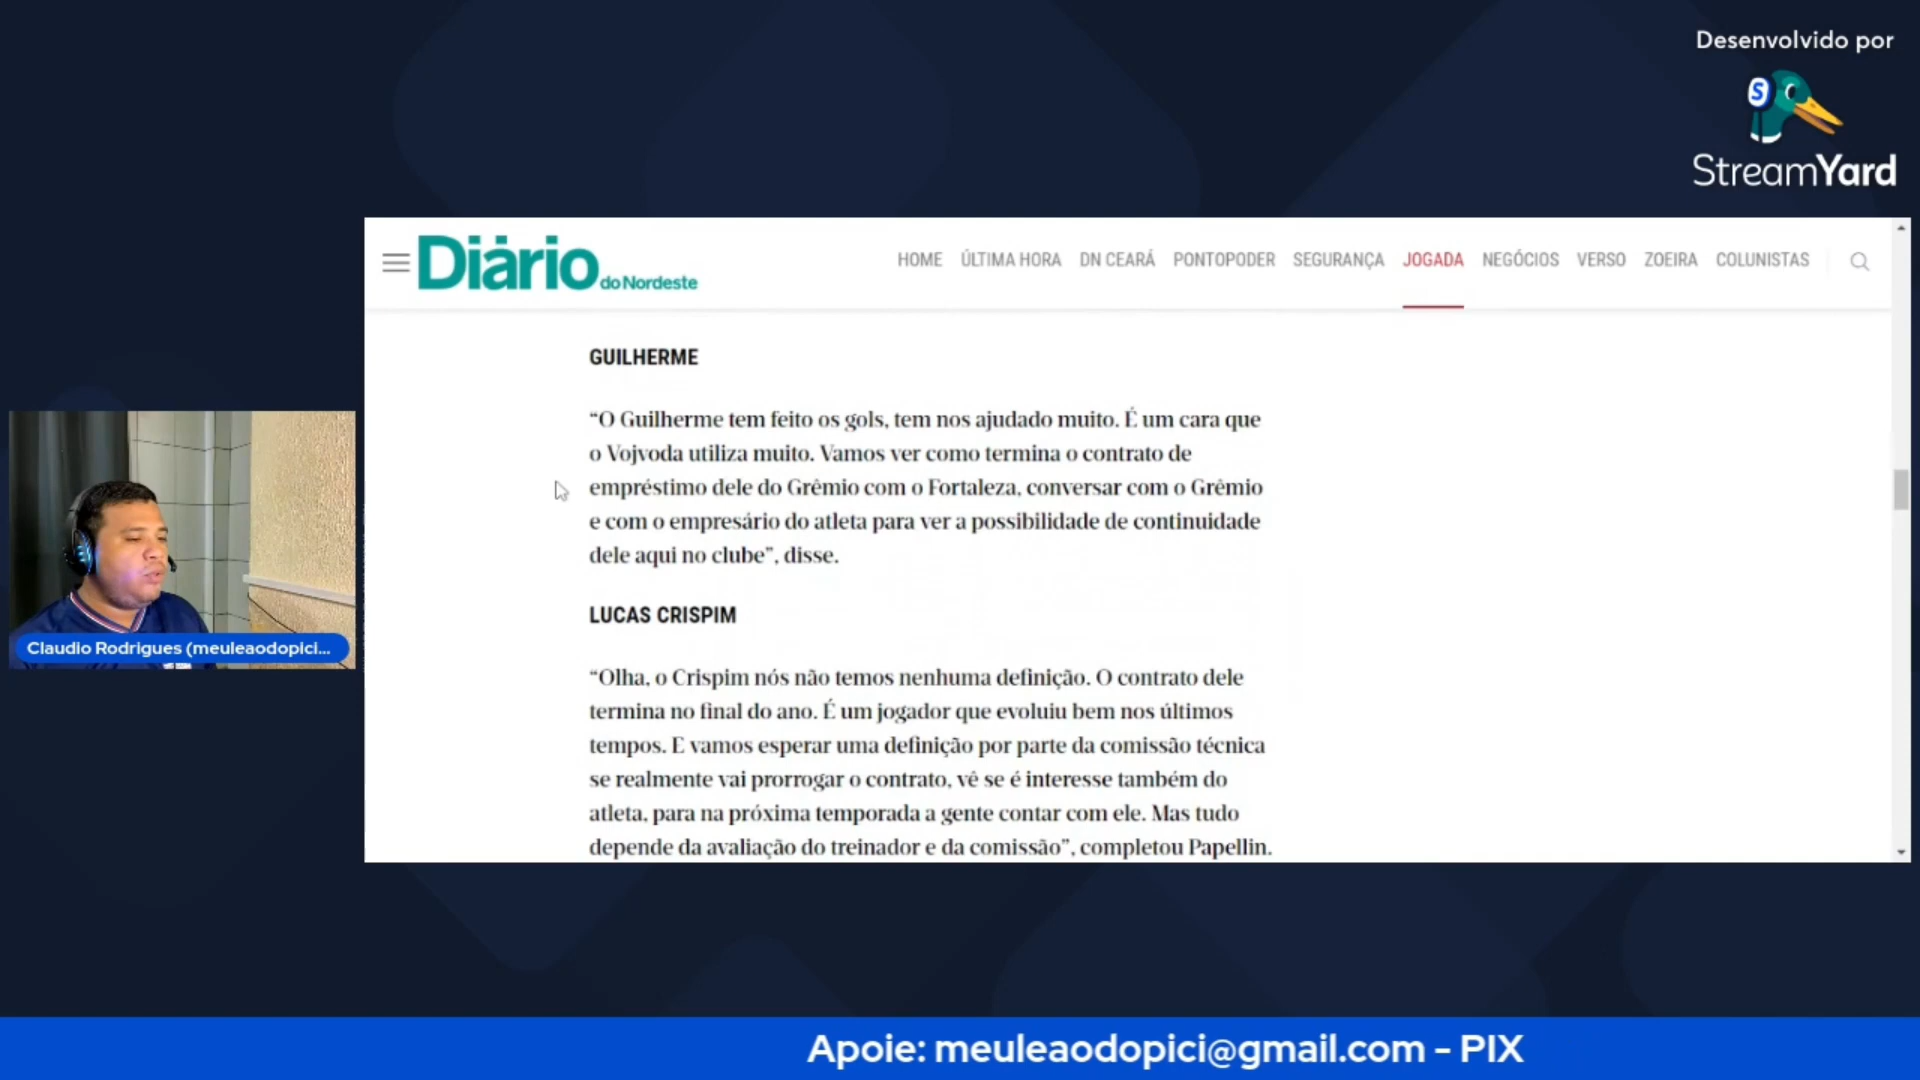 Desenvolvido por
S
StreamYard
Diário do Nordeste
HOME ÚLTIMA HORA DN CEARÁ PONTOPODER SEGURANÇA JOGADA NEGÓCIOS VERSO ZOEIRA COLUNISTAS
GUILHERME
“O Guilherme tem feito os gols, tem nos ajudado muito. É um cara que
o Vojvoda utiliza muito. Vamos ver como termina o contrato de
empréstimo dele do Grêmio com o Fortaleza, conversar com o Grêmio
e com o empresário do atleta para ver a possibilidade de continuidade
dele aqui no clube”, disse.
LUCAS CRISPIM
“Olha, o Crispim nós não temos nenhuma definição. O contrato dele
termina no final do ano. É um jogador que evoluiu bem nos últimos
tempos. E vamos esperar uma definição por parte da comissão técnica
se realmente vai prorrogar o contrato, vê se é interesse também do
atleta, para na próxima temporada a gente contar com ele. Mas tudo
depende da avaliação do treinador e da comissão”, completou Papellin.
Claudio Rodrigues (meuleaodopici...
Apoie: meuleaodopici@gmail.com - PIX